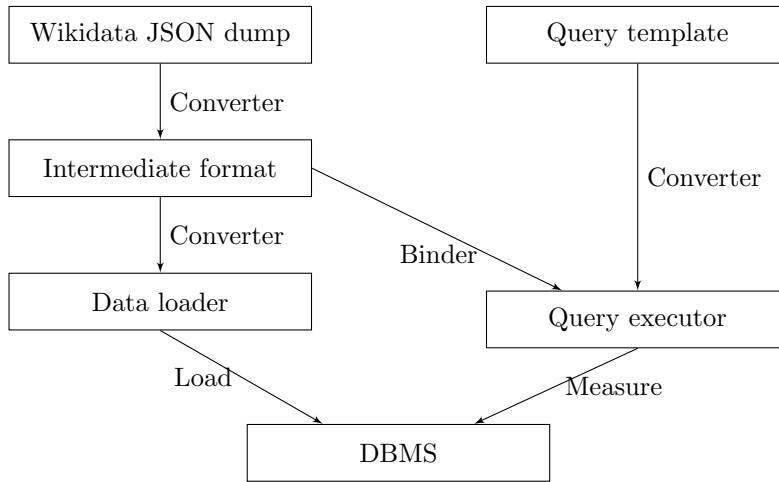 Wikidata JSON dump
Query template
Converter
Intermediate format
Converter
Converter
Binder
Data loader
Query executor
Load
Measure
DBMS